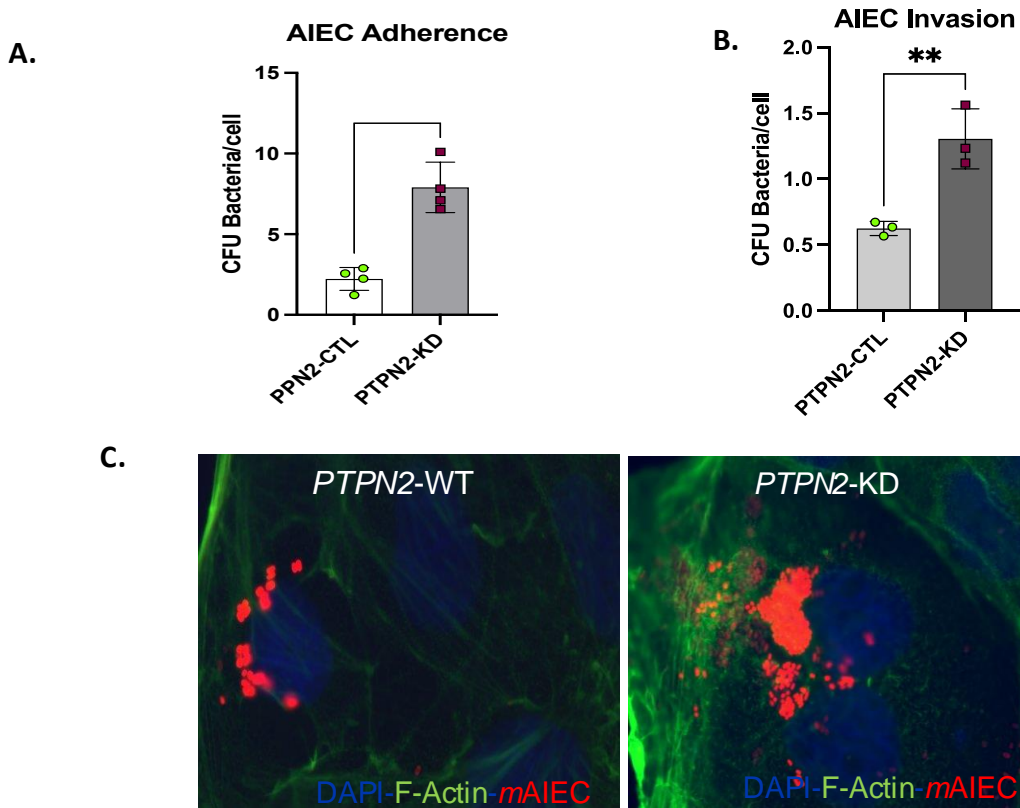 A.
AIEC Adherence
CFU Bacteria/cell
15
10
5
0
PPN2-CTL
PTPN2-KD
B.
AIEC Invasion
**
CFU Bacteria/cell
2.0
1.5
1.0
0.5
0.0
PTPN2-CTL
PTPN2-KD
C.
PTPN2-WT
DAPI-F-Actin-mAIEC
PTPN2-KD
DAPI-F-Actin-mAIEC